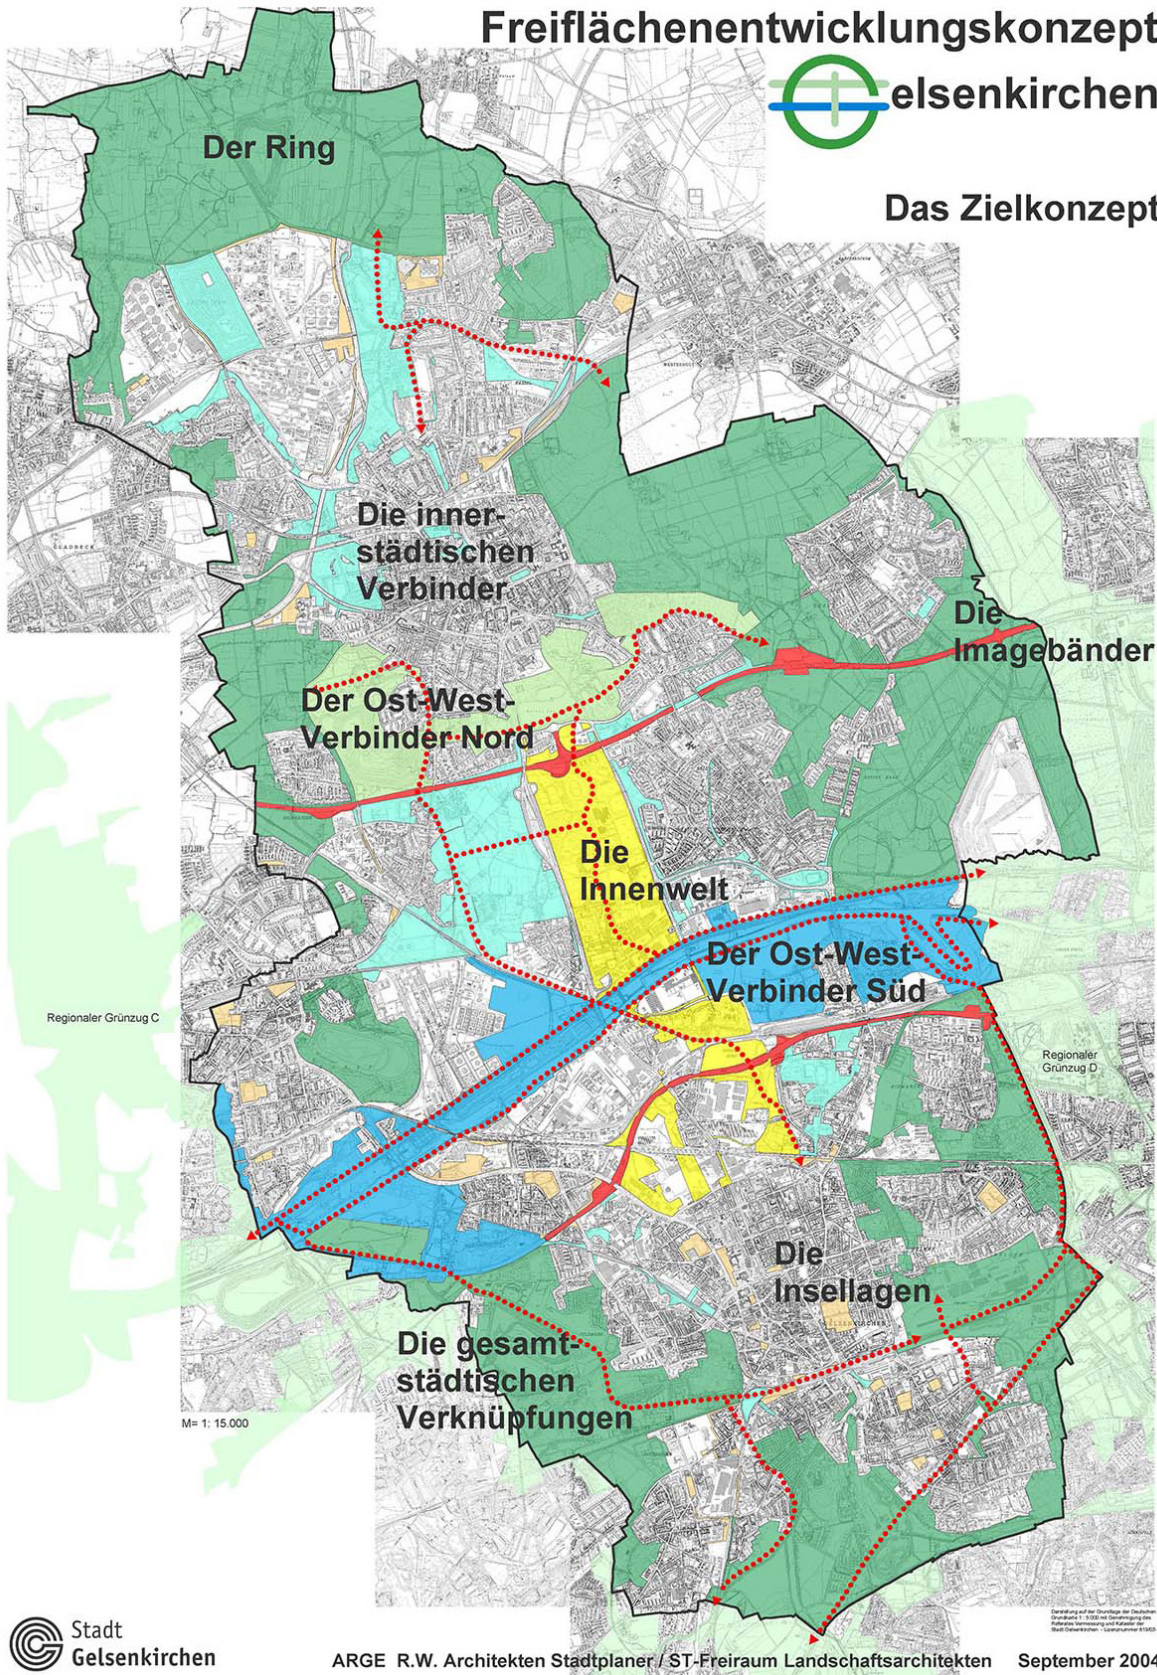 Freiflächenentwicklungskonzept
elsenkirchen
Das Zielkonzept
Der Ring
Die inner-
städtischen
Verbinder
Die
Imagebänder
Der Ost-West-
Verbinder Nord
Die
Innenwelt
Der Ost-West-
Verbinder Süd
Regionaler Grünzug C
Regionaler
Grünzug D
Die
Insellagen
GELSENKIRCHEN
Die gesamt-
städtischen
Verknüpfungen
M= 1: 15.000
GLADBECK
Stadt
Gelsenkirchen
ARGE R.W. Architekten Stadtplaner / ST-Freiraum Landschaftsarchitekten September 2004